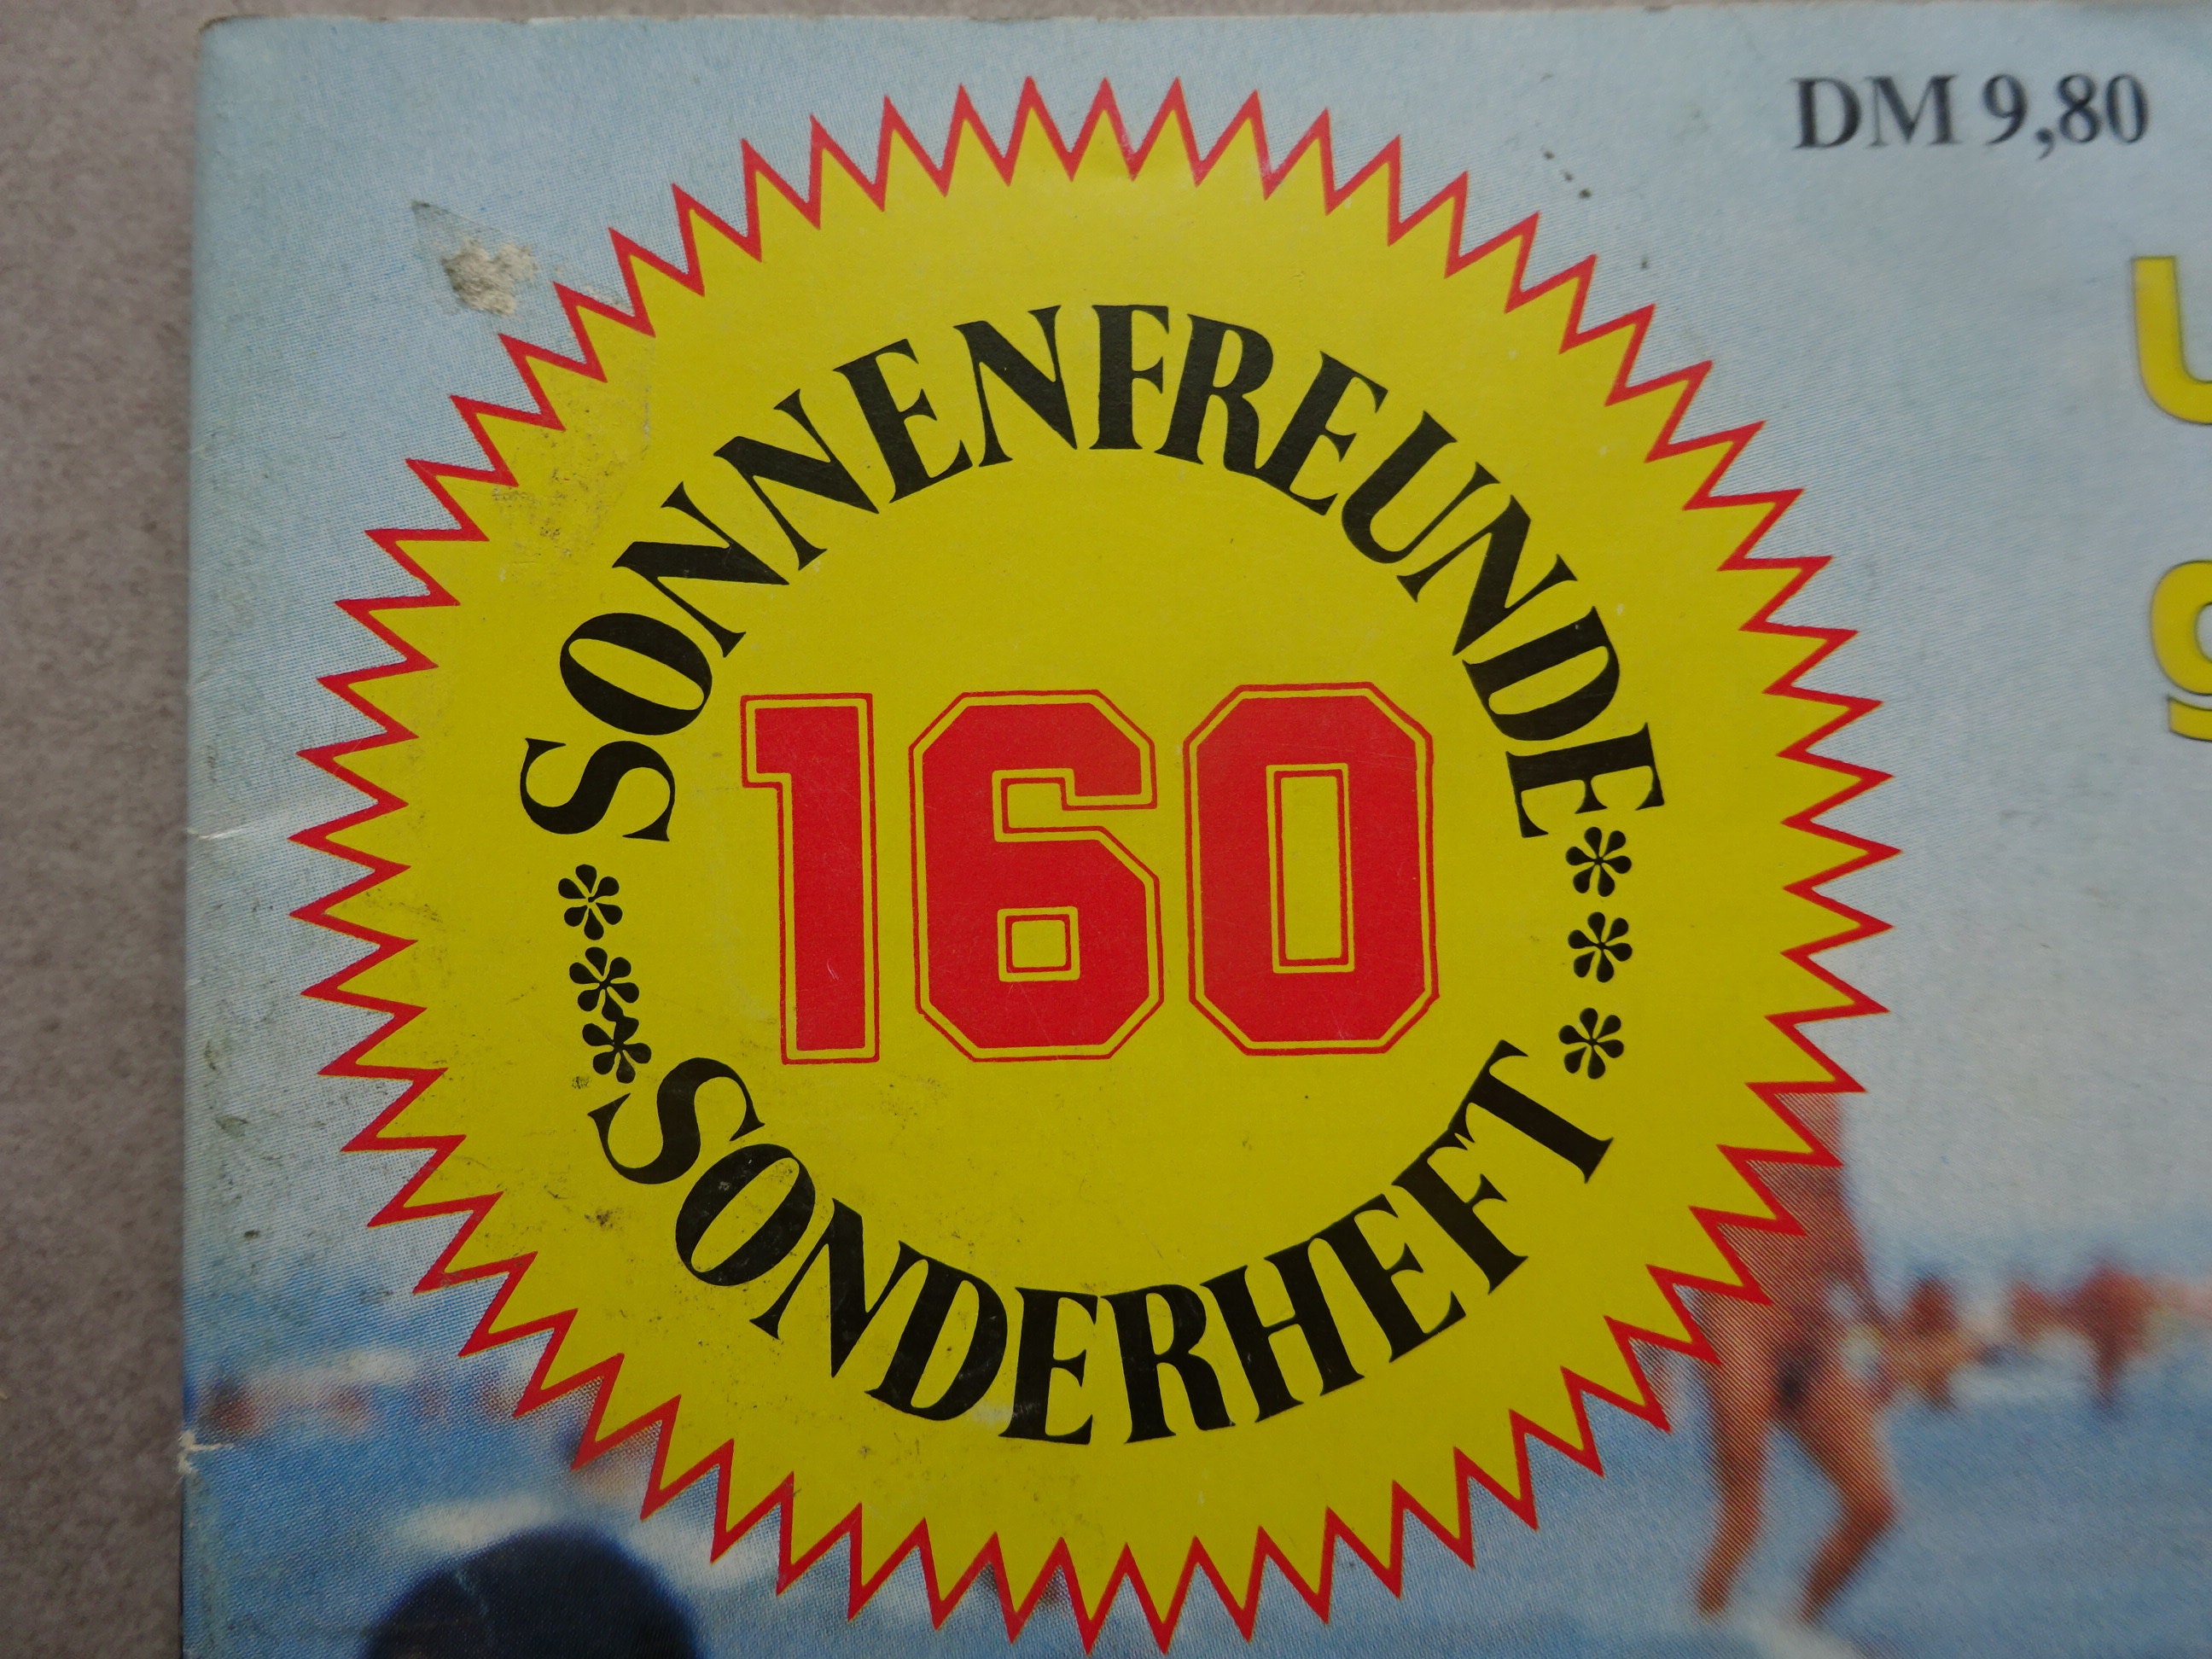 DM 9,80
SONNENFREUNDE
160
SONDERHEFT